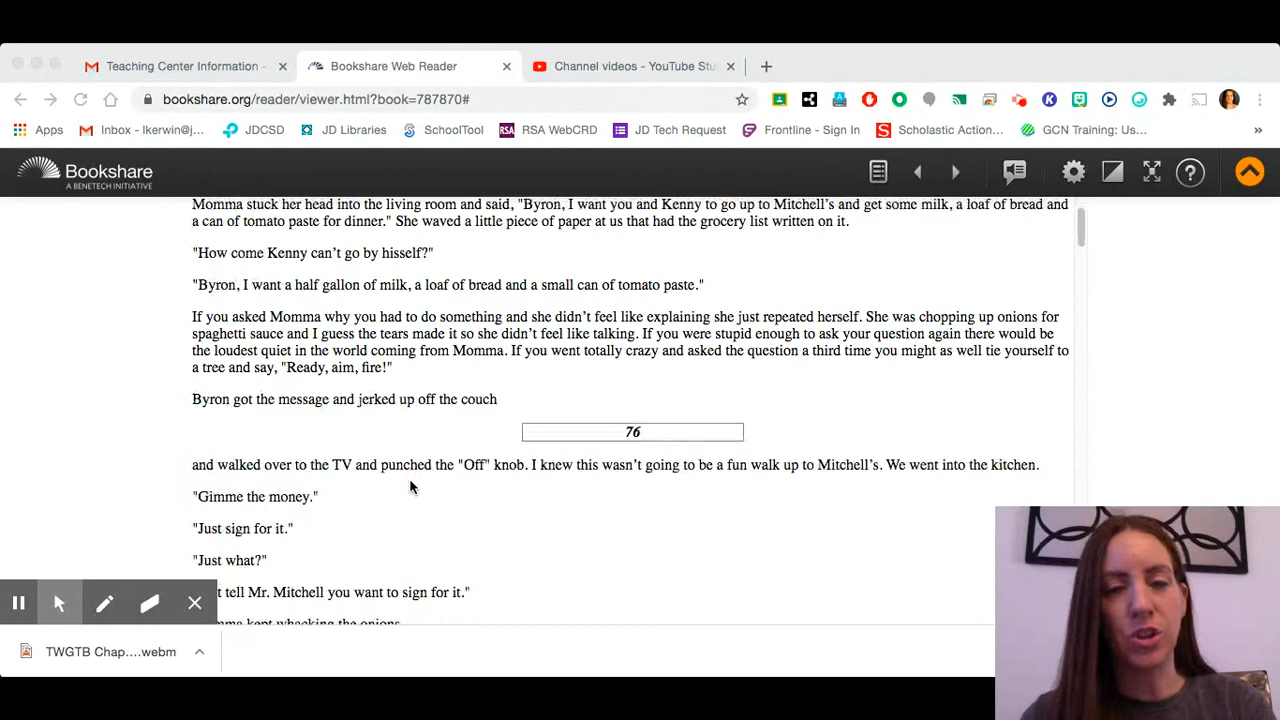 Teaching Center Information -
Bookshare Web Reader
Channel videos - YouTube Stu
bookshare.org/reader/viewer.html?book=787870#
Apps
Inbox - lkerwin@j...
JDCSD
JD Libraries
SchoolTool
RSA WebCRD
JD Tech Request
Frontline - Sign In
Scholastic Action...
GCN Training: Us...
Bookshare
A BENETECH INITIATIVE
Momma stuck her head into the living room and said, "Byron, I want you and Kenny to go up to Mitchell's and get some milk, a loaf of bread and
a can of tomato paste for dinner." She waved a little piece of paper at us that had the grocery list written on it.
"How come Kenny can't go by hisself?"
"Byron, I want a half gallon of milk, a loaf of bread and a small can of tomato paste."
If you asked Momma why you had to do something and she didn't feel like explaining she just repeated herself. She was chopping up onions for
spaghetti sauce and I guess the tears made it so she didn't feel like talking. If you were stupid enough to ask your question again there would be
the loudest quiet in the world coming from Momma. If you went totally crazy and asked the question a third time you might as well tie yourself to
a tree and say, "Ready, aim, fire!"
Byron got the message and jerked up off the couch
76
and walked over to the TV and punched the "Off" knob. I knew this wasn't going to be a fun walk up to Mitchell's. We went into the kitchen.
"Gimme the money."
"Just sign for it."
"Just what?"
t tell Mr. Mitchell you want to sign for it."
mma kept whacking the onions.
TWGTB Chap....webm